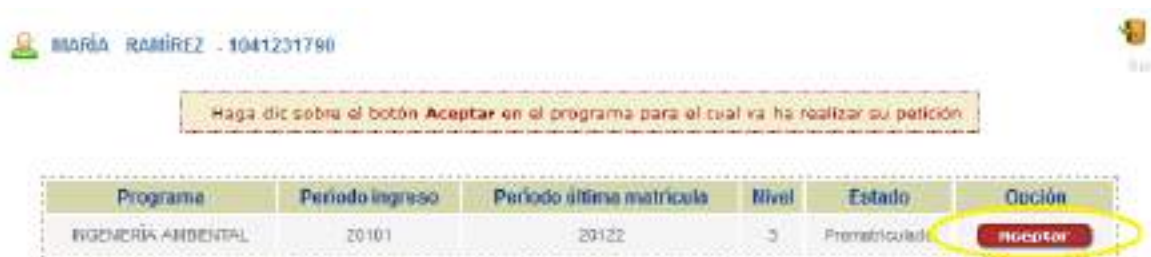 MARÍA RAMÍREZ - 1041231790
Haga clic sobre el botón Aceptar en el programa para el cual va ha realizar su petición
Programa Periodo ingreso Período última matrícula Nivel Estado Opción
INGENIERÍA AMBIENTAL 20101 20122 3 Prematriculado Aceptar